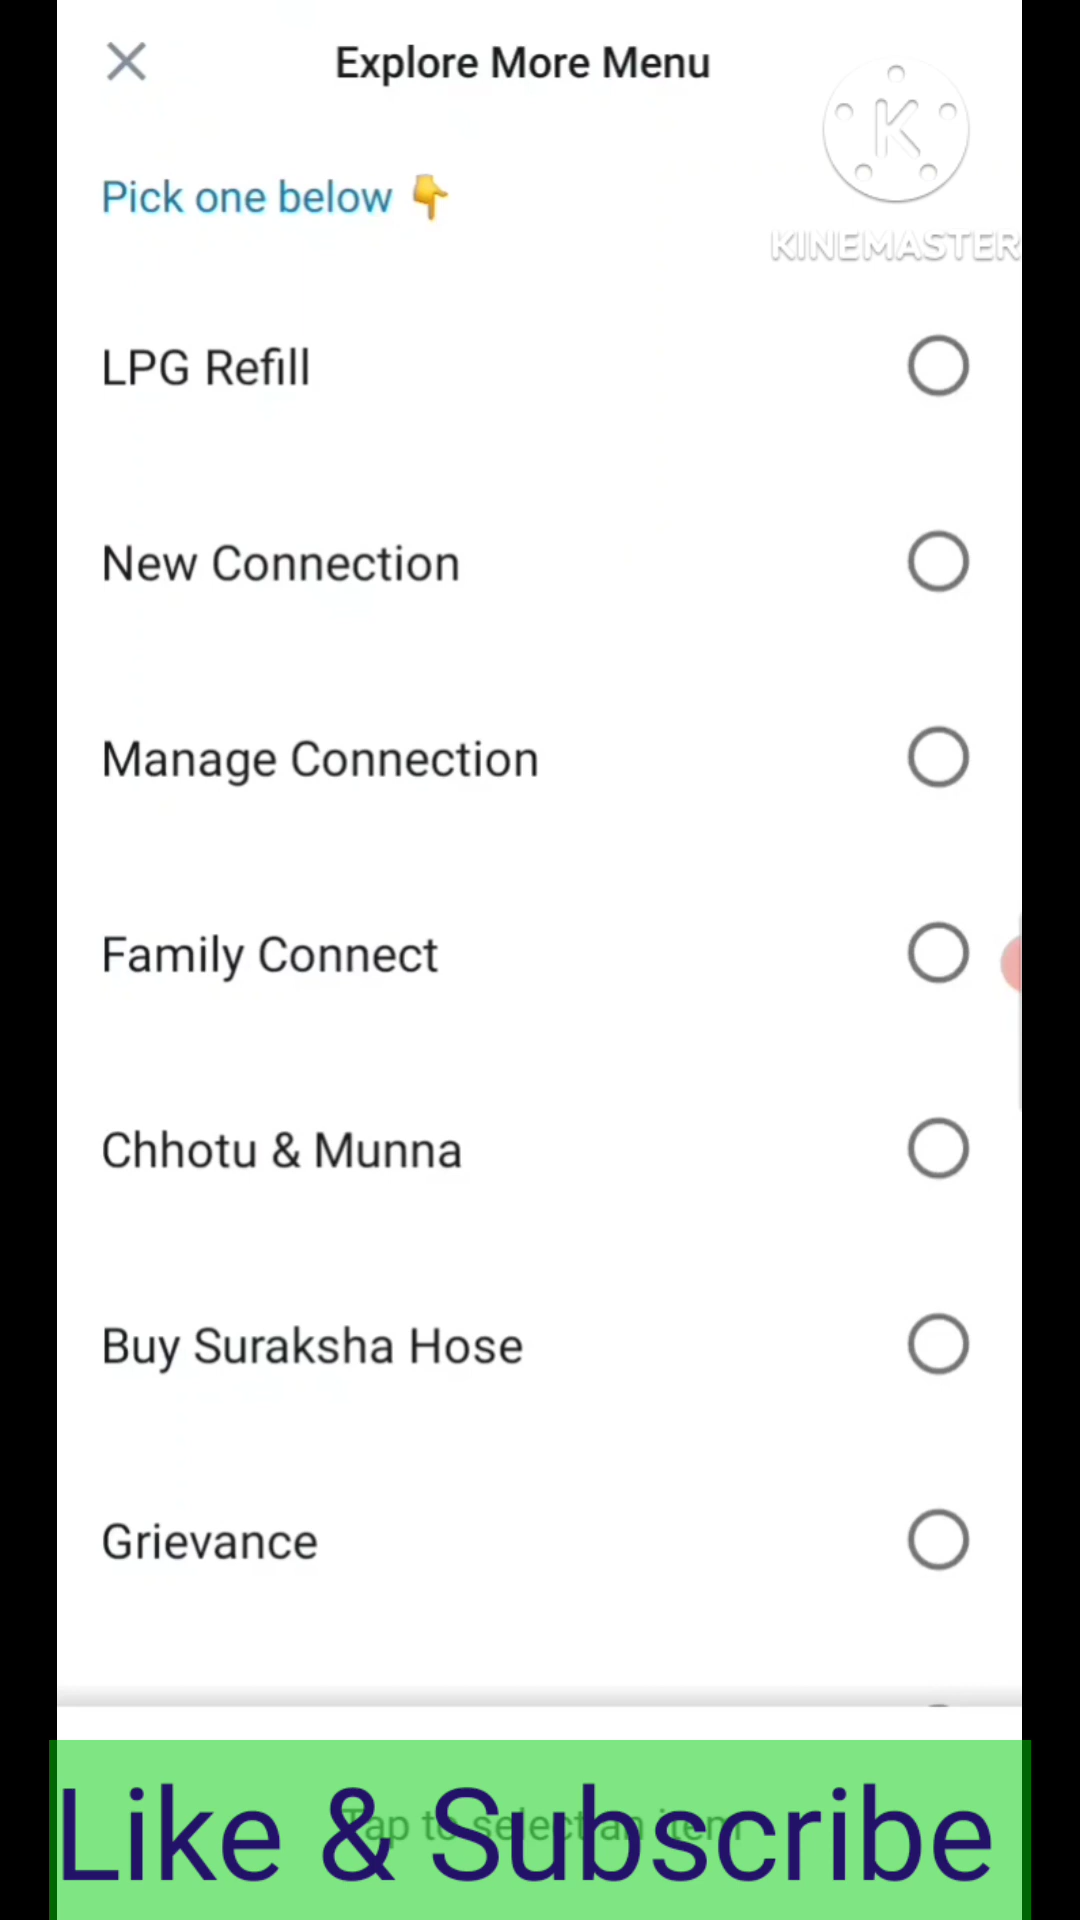 Explore More Menu
K
KINEMASTER
Pick one below 👇
LPG Refill
New Connection
Manage Connection
Family Connect
Chhotu & Munna
Buy Suraksha Hose
Grievance
Tap to select an item
Like & Subscribe